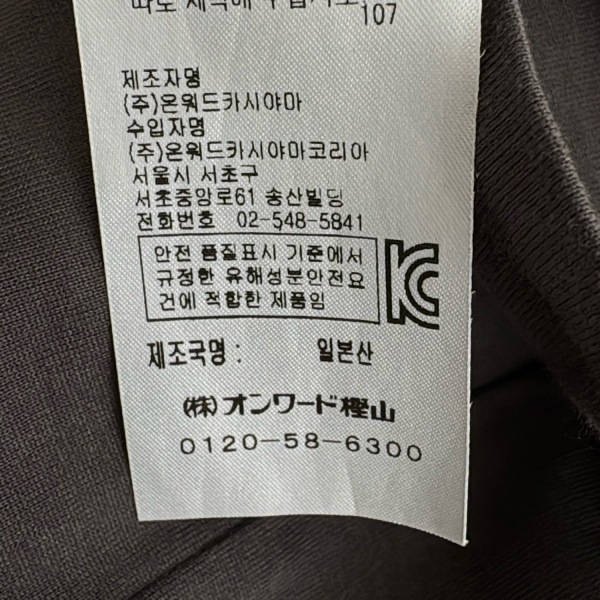 107
제조자명
(주)온워드카시야마
수입자명
(주)온워드카시야마코리아
서울시 서초구
서초중앙로61 송산빌딩
전화번호 02-548-5841
안전 품질표시 기준에서
규정한 유해성분안전요
건에 적합한 제품임
제조국명 : 일본산
(株)オンワード樫山
0120-58-6300